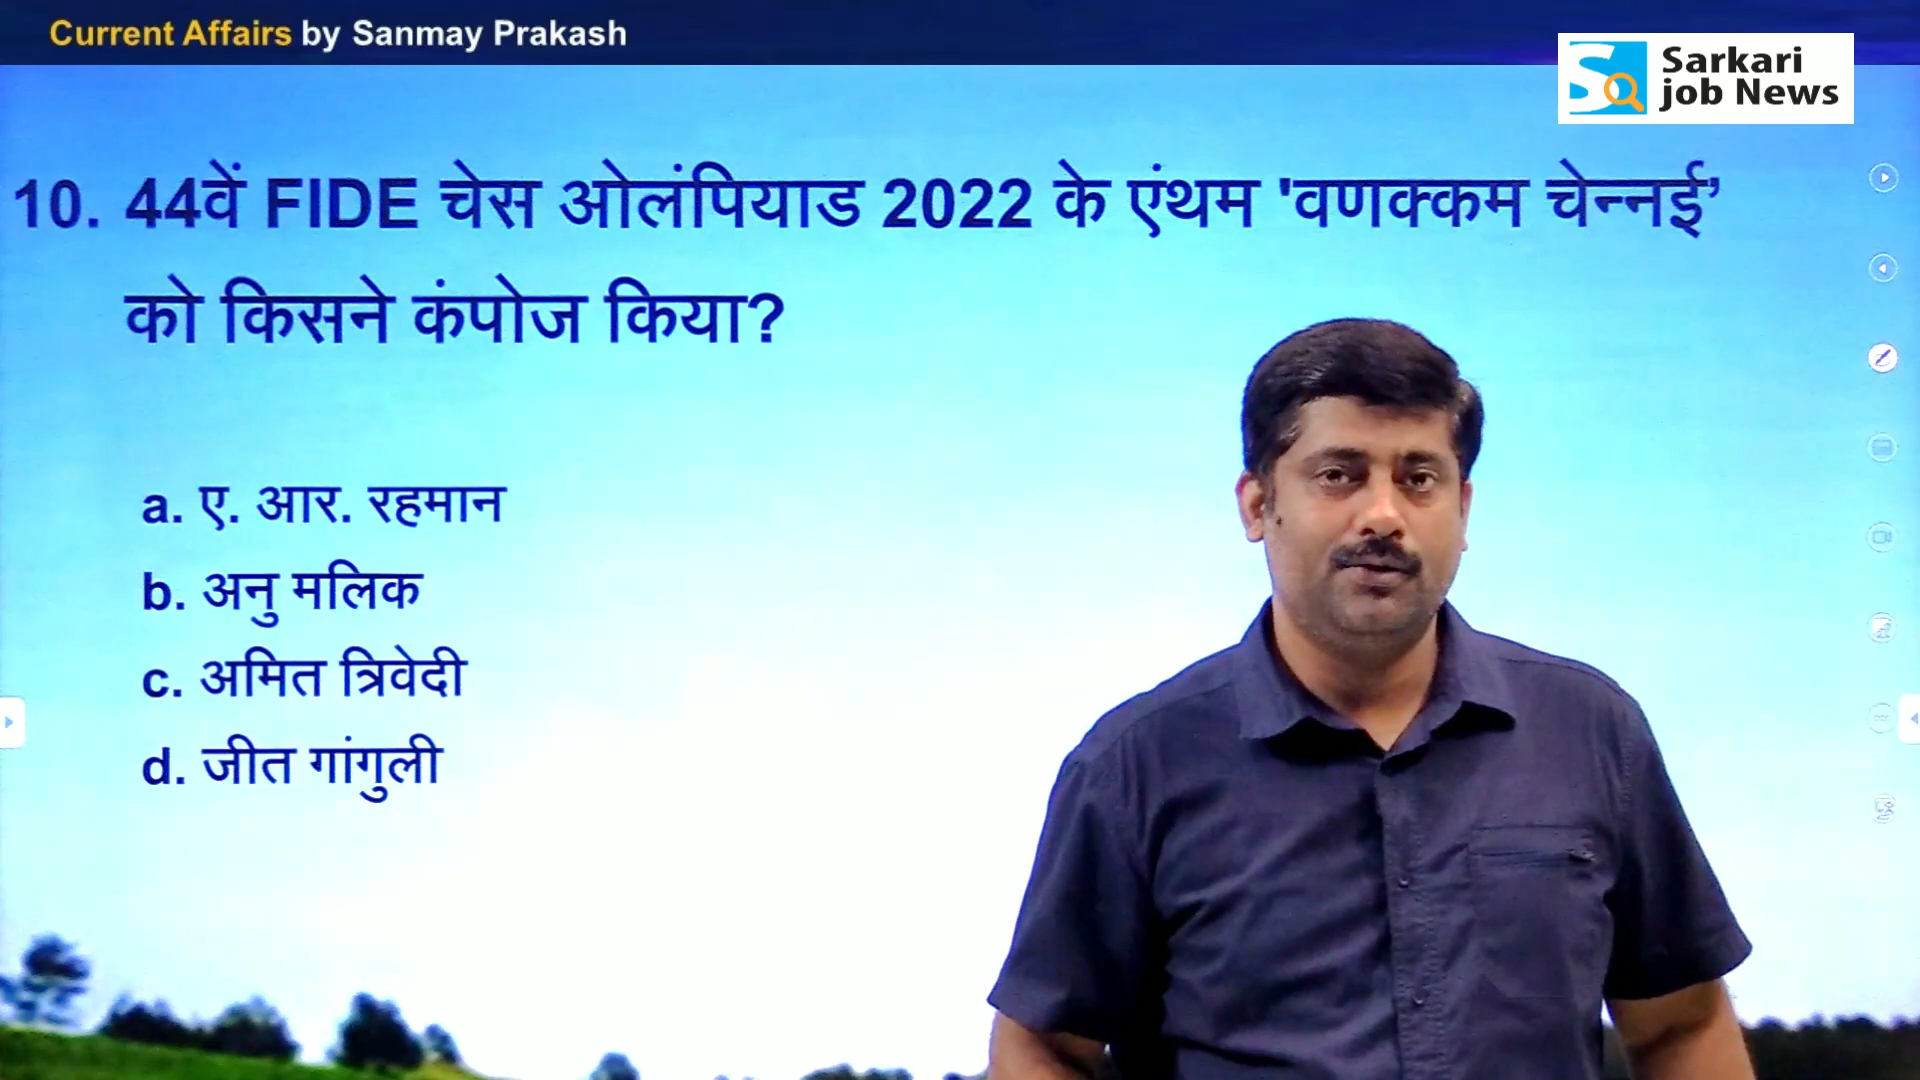 Current Affairs by Sanmay Prakash
Sarkari
job News
10. 44वें FIDE चेस ओलंपियाड 2022 के एंथम 'वणक्कम चेन्नई’
को किसने कंपोज किया?
a. ए. आर. रहमान
b. अनु मलिक
c. अमित त्रिवेदी
d. जीत गांगुली